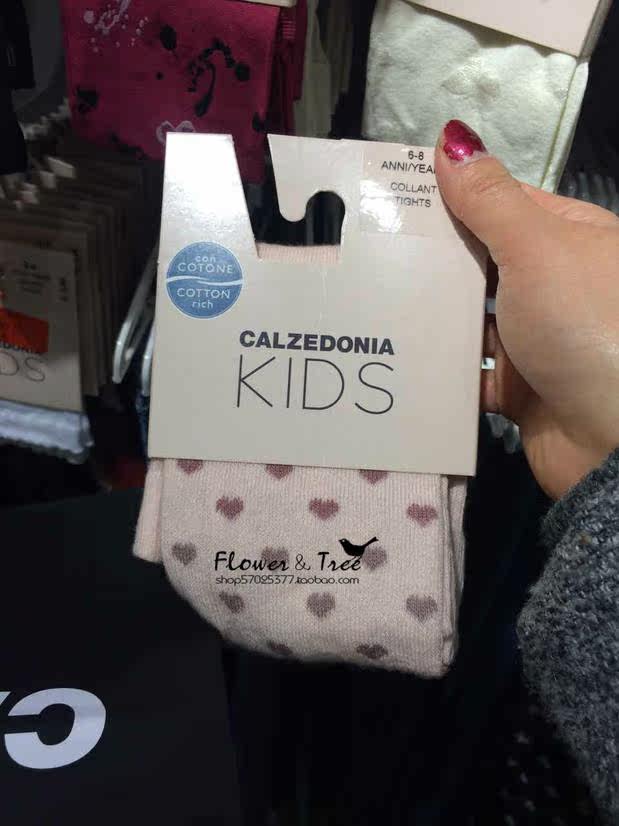 6-8
ANNI/YEA
COLLANT
TIGHTS
con
COTONE
COTTON
rich
CALZEDONIA
KIDS
Flower & Tree
shop57025377.taobao.com